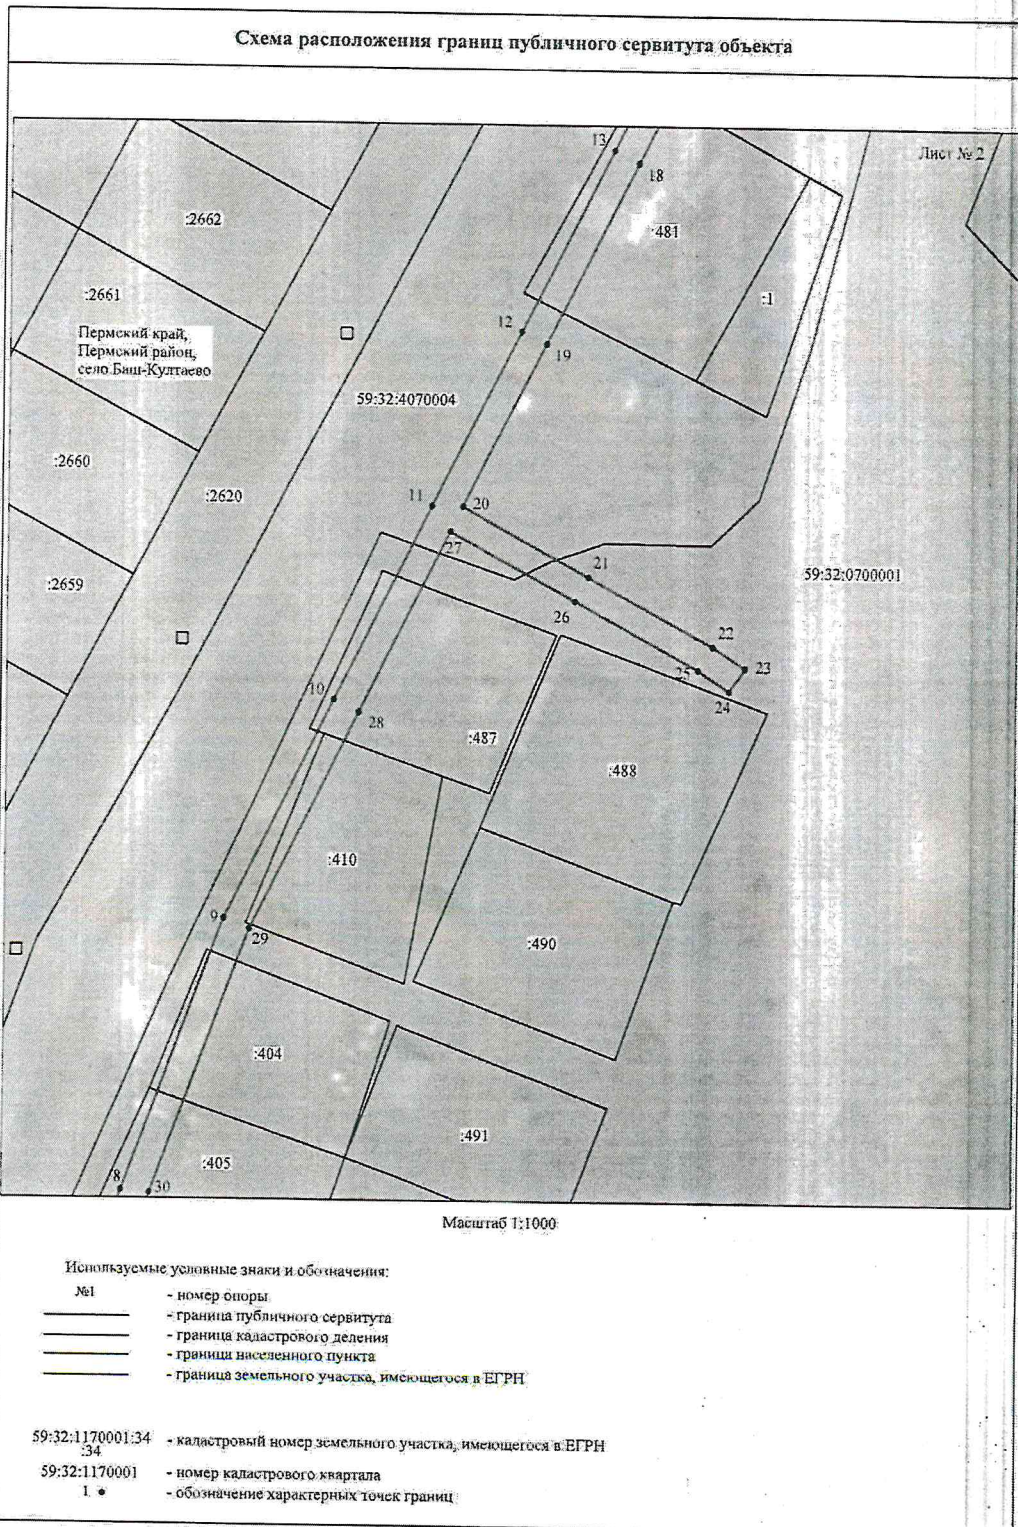 Схема расположения границ публичного сервитута объекта
Лист № 2
13
18
:2662
:481
:2661
:1
Пермский край,
Пермский район,
село Баш-Култаево
12
19
59:32:4070004
:2660
:2620
11
20
27
:2659
21
59:32:0700001
26
22
25
23
24
10
28
:487
:488
:410
9
29
:490
:404
:491
:405
8
30
Масштаб 1:1000
Используемые условные знаки и обозначения:
№1 - номер опоры
- граница публичного сервитута
- граница кадастрового деления
- граница населенного пункта
- граница земельного участка, имеющегося в ЕГРН
59:32:1170001:34 - кадастровый номер земельного участка, имеющегося в ЕГРН
:34
59:32:1170001 - номер кадастрового квартала
1 - обозначение характерных точек границ